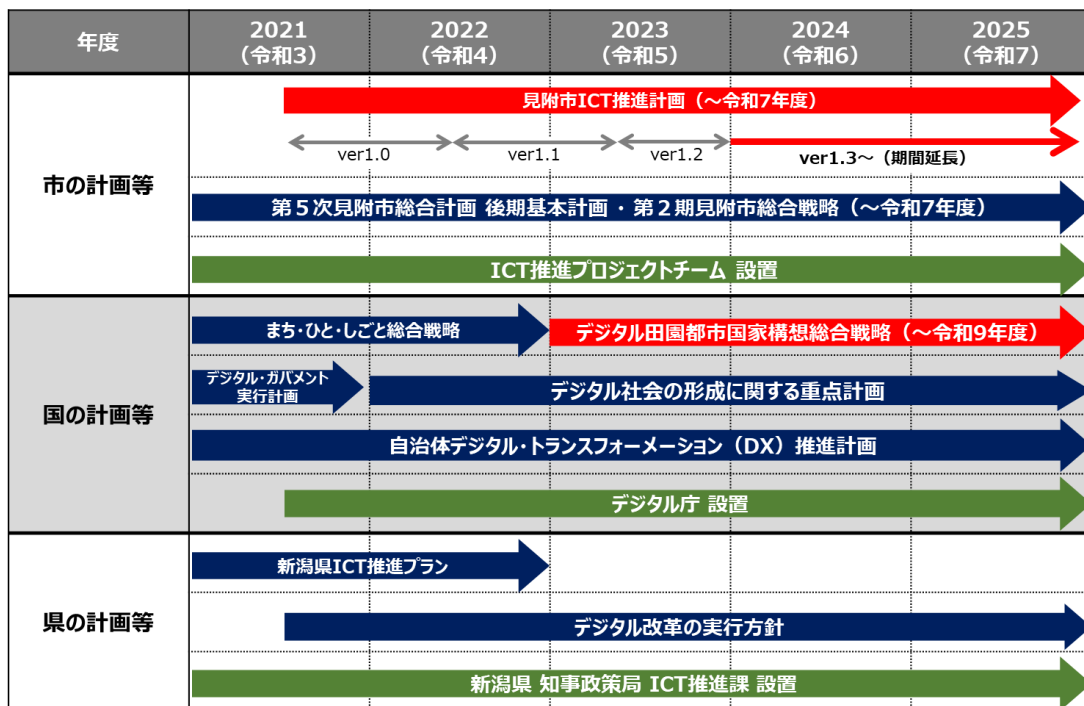 年度
2021
(令和3)
2022
(令和4)
2023
(令和5)
2024
(令和6)
2025
(令和7)
市の計画等
見附市ICT推進計画（～令和7年度）
ver1.0
ver1.1
ver1.2
ver1.3～（期間延長）
第５次見附市総合計画 後期基本計画・第２期見附市総合戦略（～令和7年度）
ICT推進プロジェクトチーム 設置
国の計画等
まち・ひと・しごと総合戦略
デジタル田園都市国家構想総合戦略（～令和9年度）
デジタル・ガバメント
実行計画
デジタル社会の形成に関する重点計画
自治体デジタル・トランスフォーメーション（DX）推進計画
デジタル庁 設置
県の計画等
新潟県ICT推進プラン
デジタル改革の実行方針
新潟県 知事政策局 ICT推進課 設置